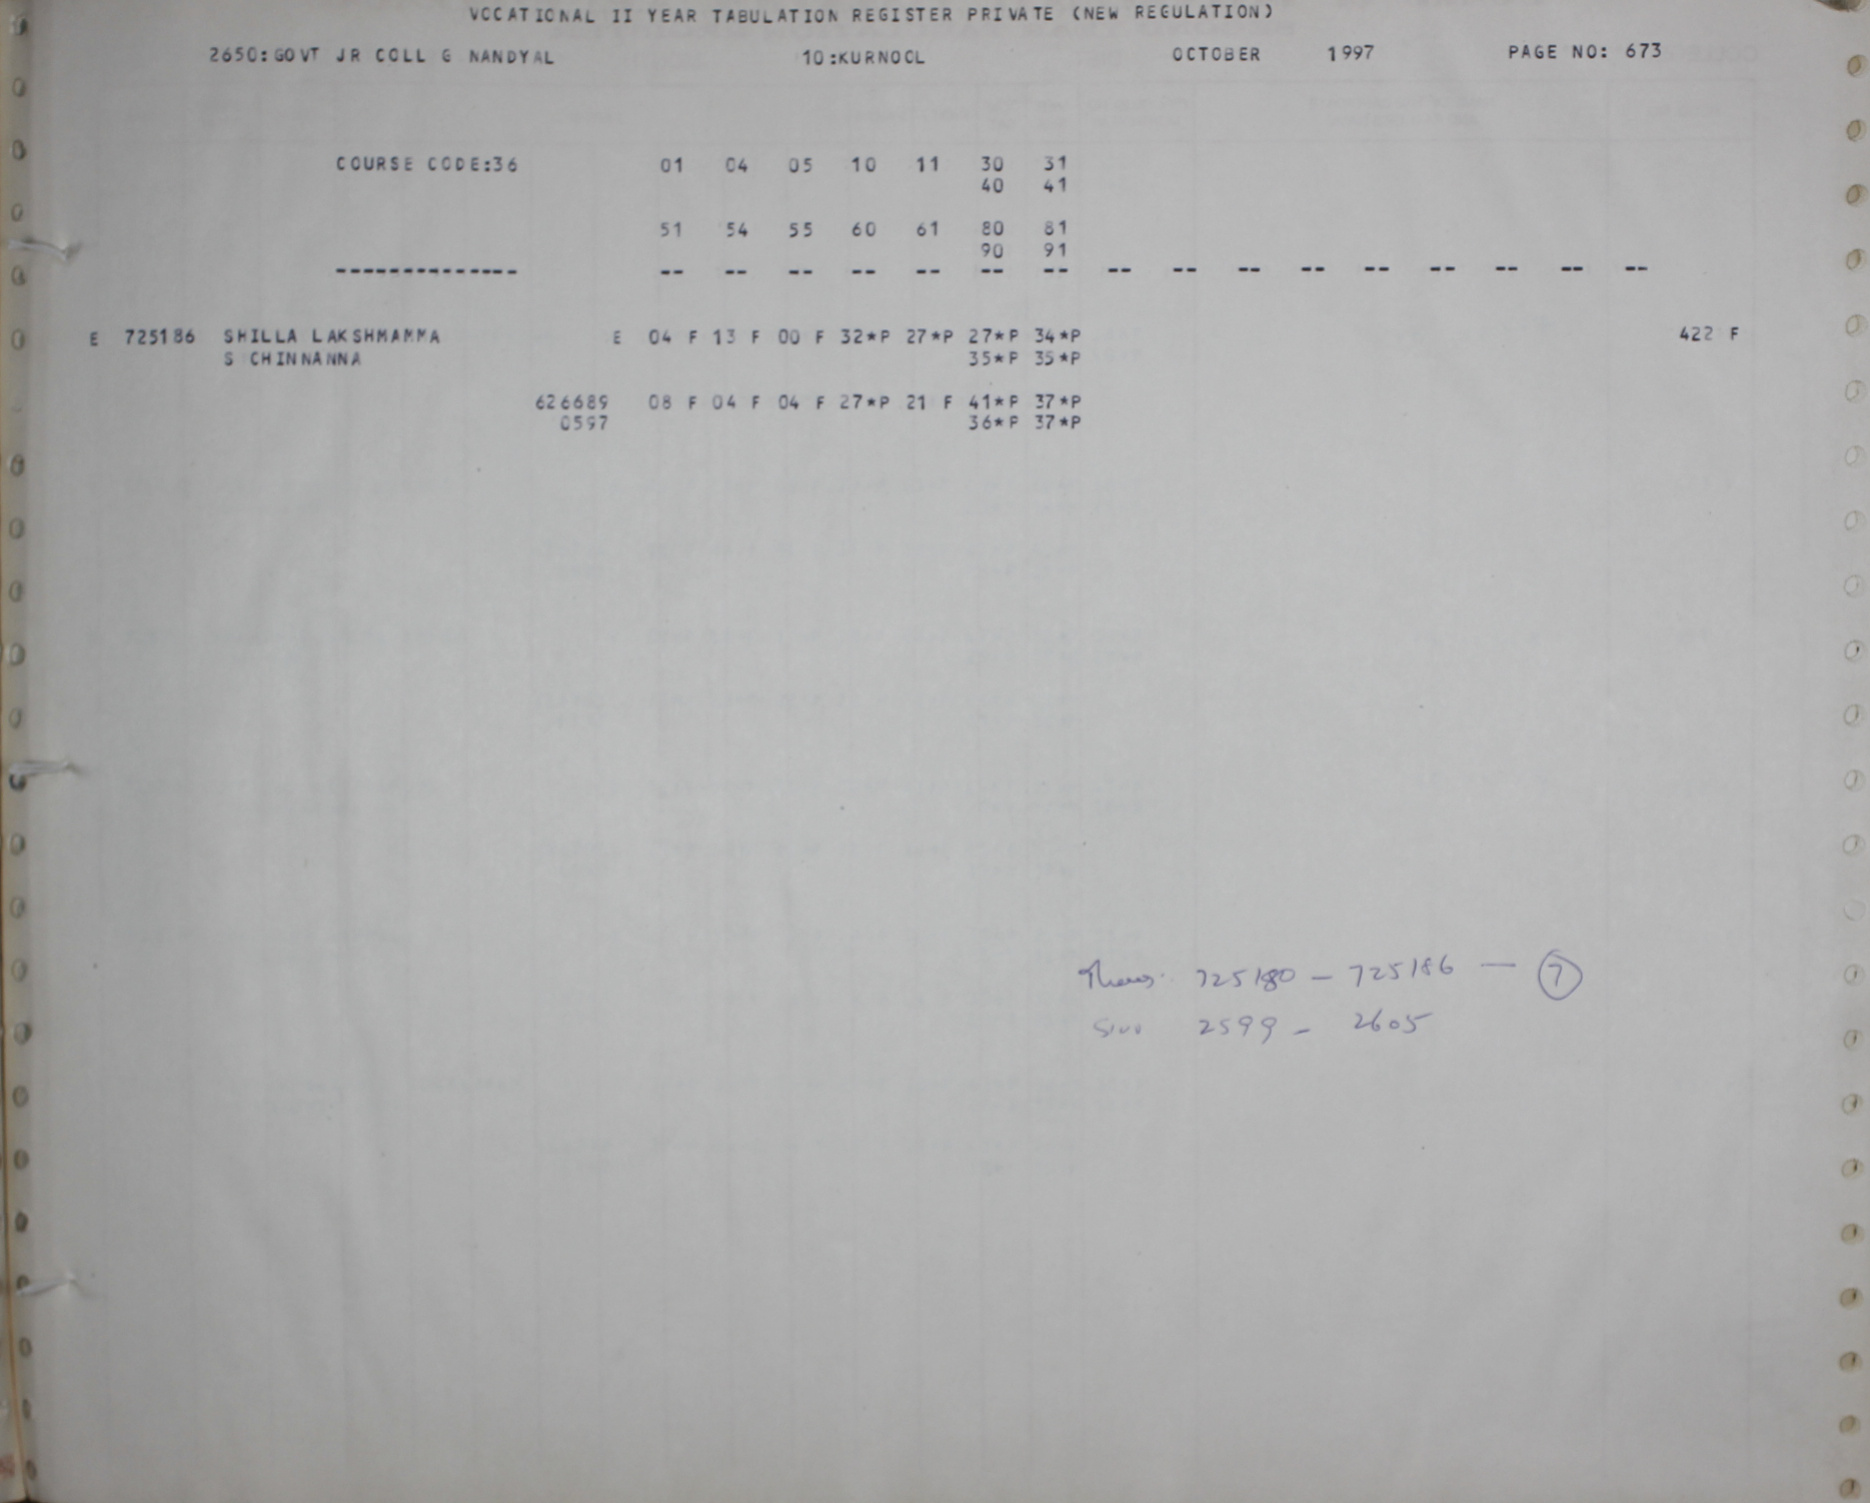 VOCATIONAL II YEAR TABULATION REGISTER PRIVATE (NEW REGULATION)
2650:GOVT JR COLL G NANDYAL 10:KURNOOL OCTOBER 1997 PAGE NO: 673
COURSE CODE:36 01 04 05 10 11 30 31
40 41
51 54 55 60 61 80 81
90 91
-------------- -- -- -- -- -- -- -- -- -- -- -- -- -- -- -- --
E 725186 SHILLA LAKSHMAMMA E 04 F 13 F 00 F 32*P 27*P 27*P 34*P 422 F
S CHINNANNA 35*P 35*P
626689 08 F 04 F 04 F 27*P 21 F 41*P 37*P
0597 36*P 37*P
725180 - 725186 - 7
2599 - 2605